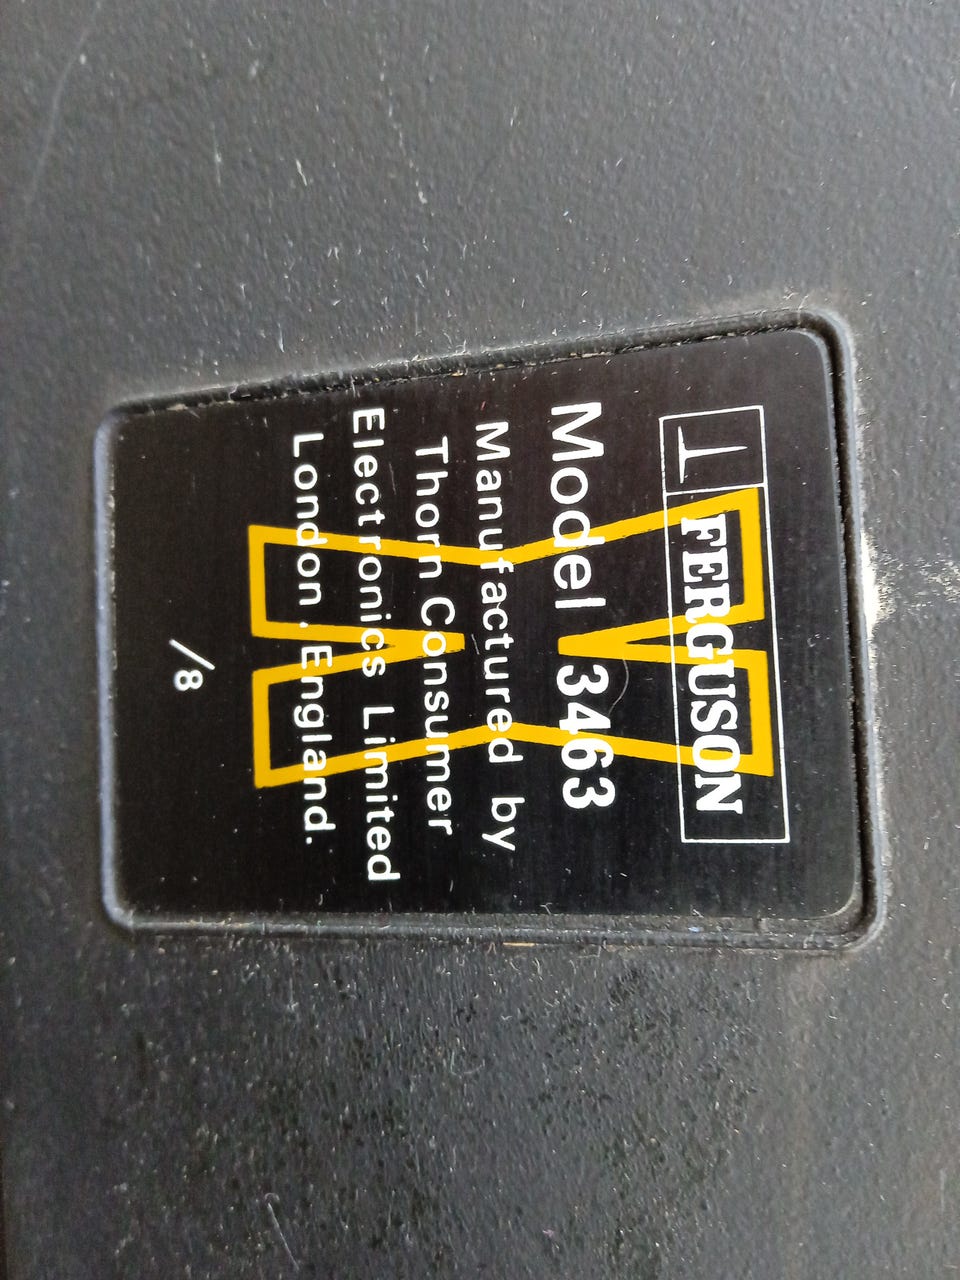 FERGUSON
Model 3463
Manufactured by
Thorn Consumer
Electronics Limited
London. England.
/8